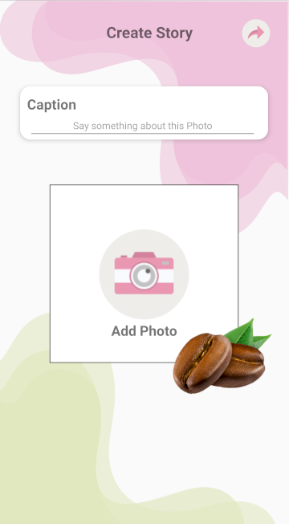 Create Story
Caption
Say something about this Photo
Add Photo